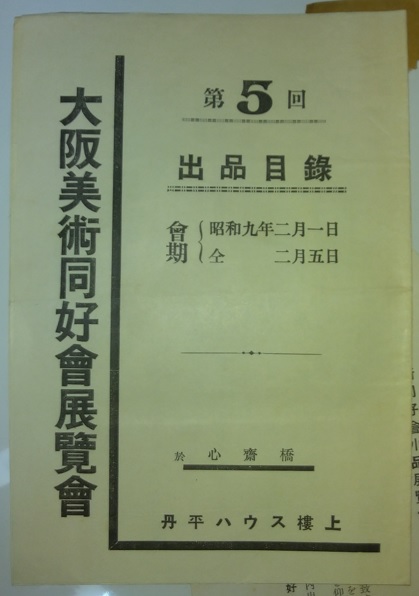 大阪美術同好會展覽會
第5回
出品目錄
會期
昭和九年二月一日
仝 二月五日
於 心齋橋
丹平ハウス樓上